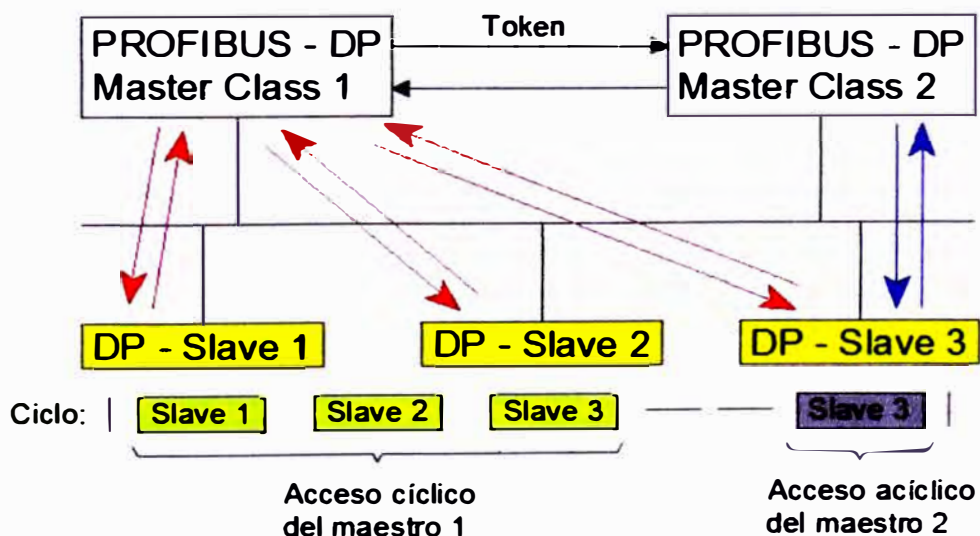 PROFIBUS - DP
Master Class 1
Token
PROFIBUS - DP
Master Class 2
DP - Slave 1
DP - Slave 2
DP - Slave 3
Ciclo:
Slave 1
Slave 2
Slave 3
Slave 3
Acceso cíclico
del maestro 1
Acceso acíclico
del maestro 2